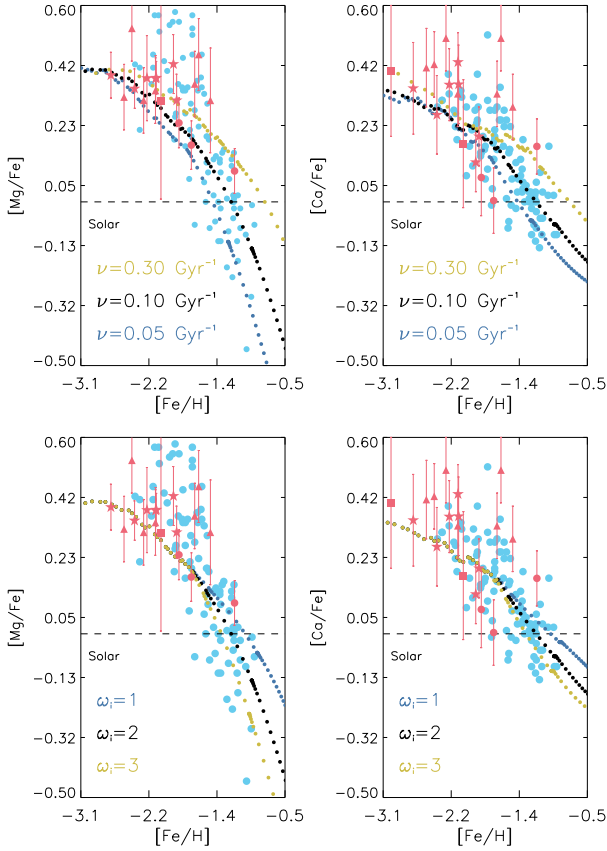 0.60
0.42
0.23
0.05
−0.13
−0.32
−0.50
[Mg/Fe]
Solar
ν=0.30 Gyr⁻¹
ν=0.10 Gyr⁻¹
ν=0.05 Gyr⁻¹
−3.1 −2.2 −1.4 −0.5
[Fe/H]
0.60
0.42
0.23
0.05
−0.13
−0.32
−0.50
[Ca/Fe]
Solar
ν=0.30 Gyr⁻¹
ν=0.10 Gyr⁻¹
ν=0.05 Gyr⁻¹
−3.1 −2.2 −1.4 −0.5
[Fe/H]
0.60
0.42
0.23
0.05
−0.13
−0.32
−0.50
[Mg/Fe]
Solar
ωᵢ=1
ωᵢ=2
ωᵢ=3
−3.1 −2.2 −1.4 −0.5
[Fe/H]
0.60
0.42
0.23
0.05
−0.13
−0.32
−0.50
[Ca/Fe]
Solar
ωᵢ=1
ωᵢ=2
ωᵢ=3
−3.1 −2.2 −1.4 −0.5
[Fe/H]